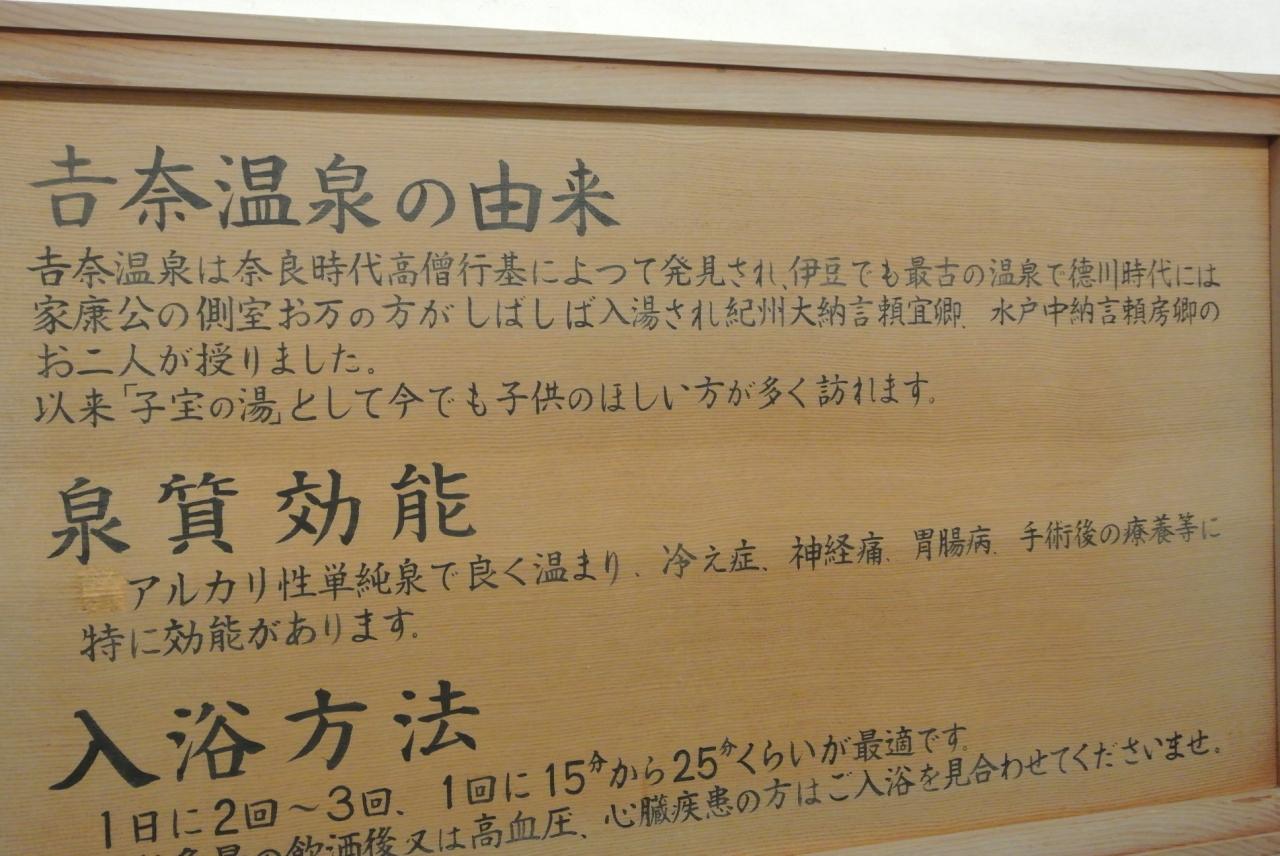 𠮷奈温泉の由来
𠮷奈温泉は奈良時代高僧行基によつて発見され、伊豆でも最古の温泉で徳川時代には
家康公の側室お万の方がしばしば入湯され紀州大納言頼宜卿、水戸中納言頼房卿の
お二人が授りました。
以来「子宝の湯」として今でも子供のほしい方が多く訪れます。
泉質効能
アルカリ性単純泉で良く温まり、冷え症、神経痛、胃腸病、手術後の療養等に
特に効能があります。
入浴方法
1日に2回～3回、1回に15分から25分くらいが最適です。
の飲酒後又は高血圧、心臓疾患の方はご入浴を見合わせてくださいませ。